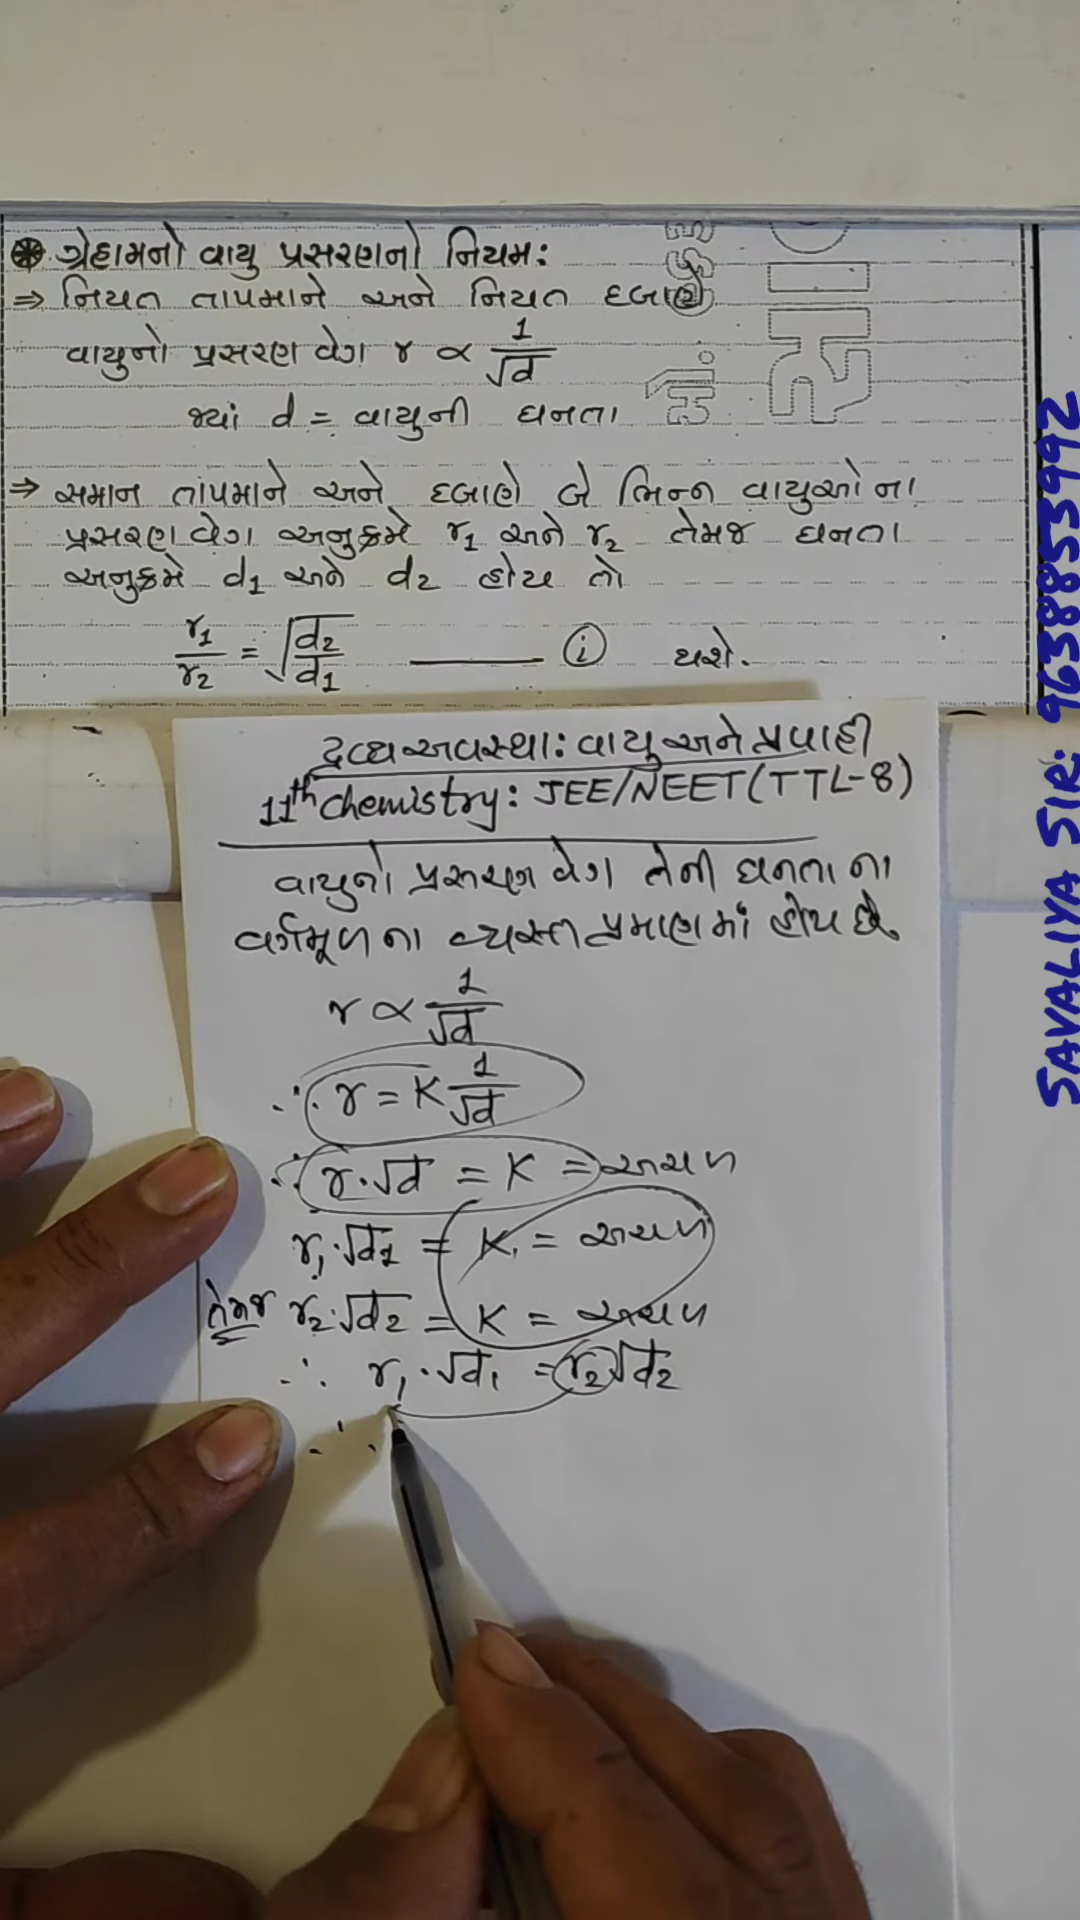 ગ્રેહામનો વાયુ પ્રસરણનો નિયમ:
⇒ નિયત તાપમાને અને નિયત દબાણે
વાયુનો પ્રસરણ વેગ r ∝ 1/√d
જ્યાં d = વાયુની ઘનતા
⇒ સમાન તાપમાને અને દબાણે બે ભિન્ન વાયુઓના
પ્રસરણ વેગ અનુક્રમે r₁ અને r₂ તેમજ ઘનતા
અનુક્રમે d₁ અને d₂ હોય તો
r₁/r₂ = √(d₂/d₁) —— (i) થશે.
દ્રવ્ય અવસ્થા: વાયુ અને પ્રવાહી
11th chemistry: JEE/NEET (TTL-8)
વાયુનો પ્રસરણ વેગ તેની ઘનતા ના
વર્ગમૂળ ના વ્યસ્ત પ્રમાણ માં હોય છે.
r ∝ 1/√d
∴ r = K 1/√d
∴ r·√d = K = અચળ
r₁·√d₁ = K₁ = અચળ
તેમજ r₂·√d₂ = K = અચળ
∴ r₁·√d₁ = r₂√d₂
∴
SAVALIYA SIR: 9638853992